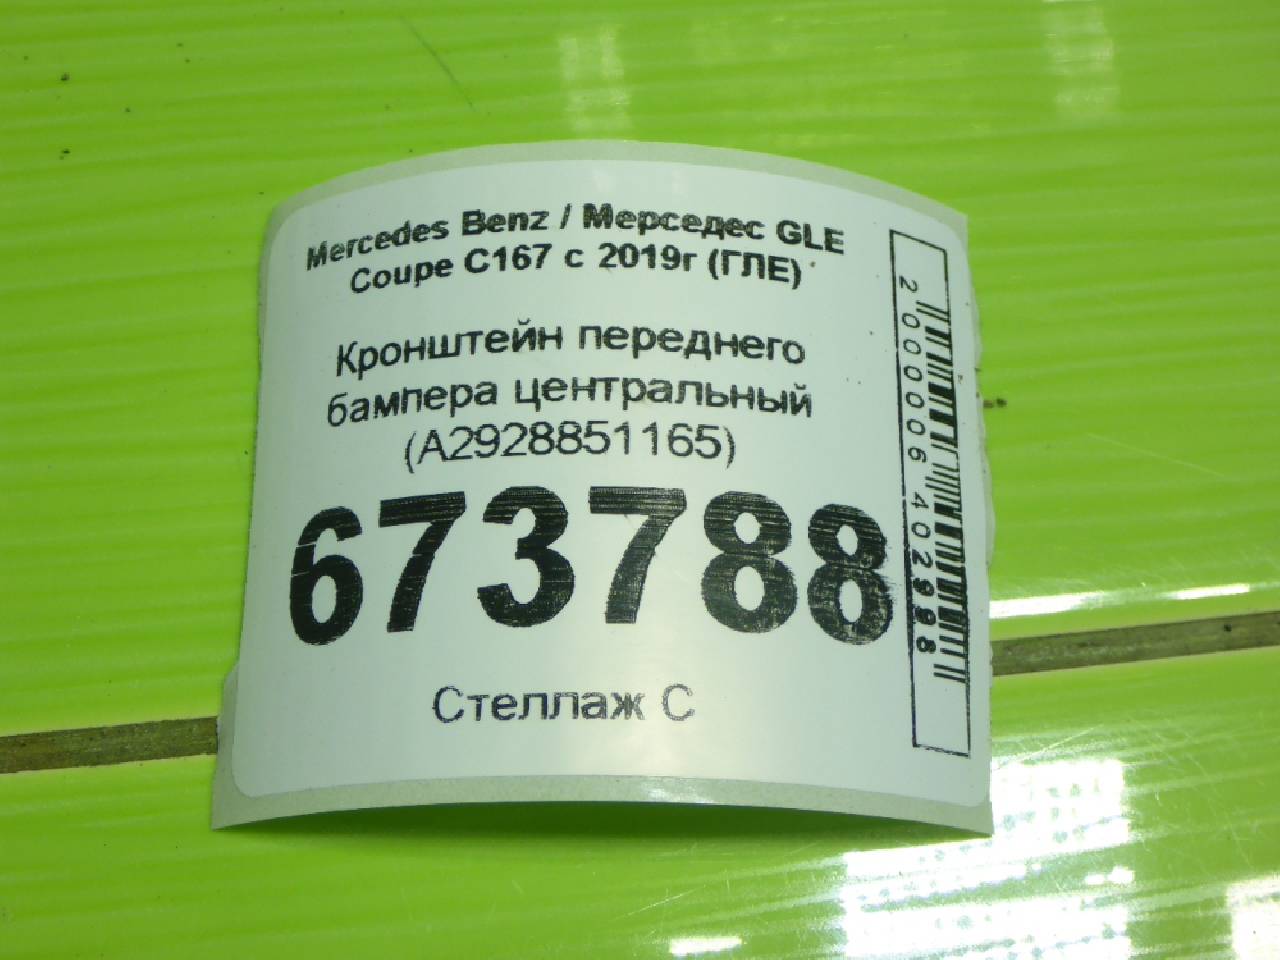 Mercedes Benz / Мерседес GLE
Coupe C167 с 2019г (ГЛЕ)
Кронштейн переднего
бампера центральный
(A2928851165)
673788
Стеллаж С
2000006402998